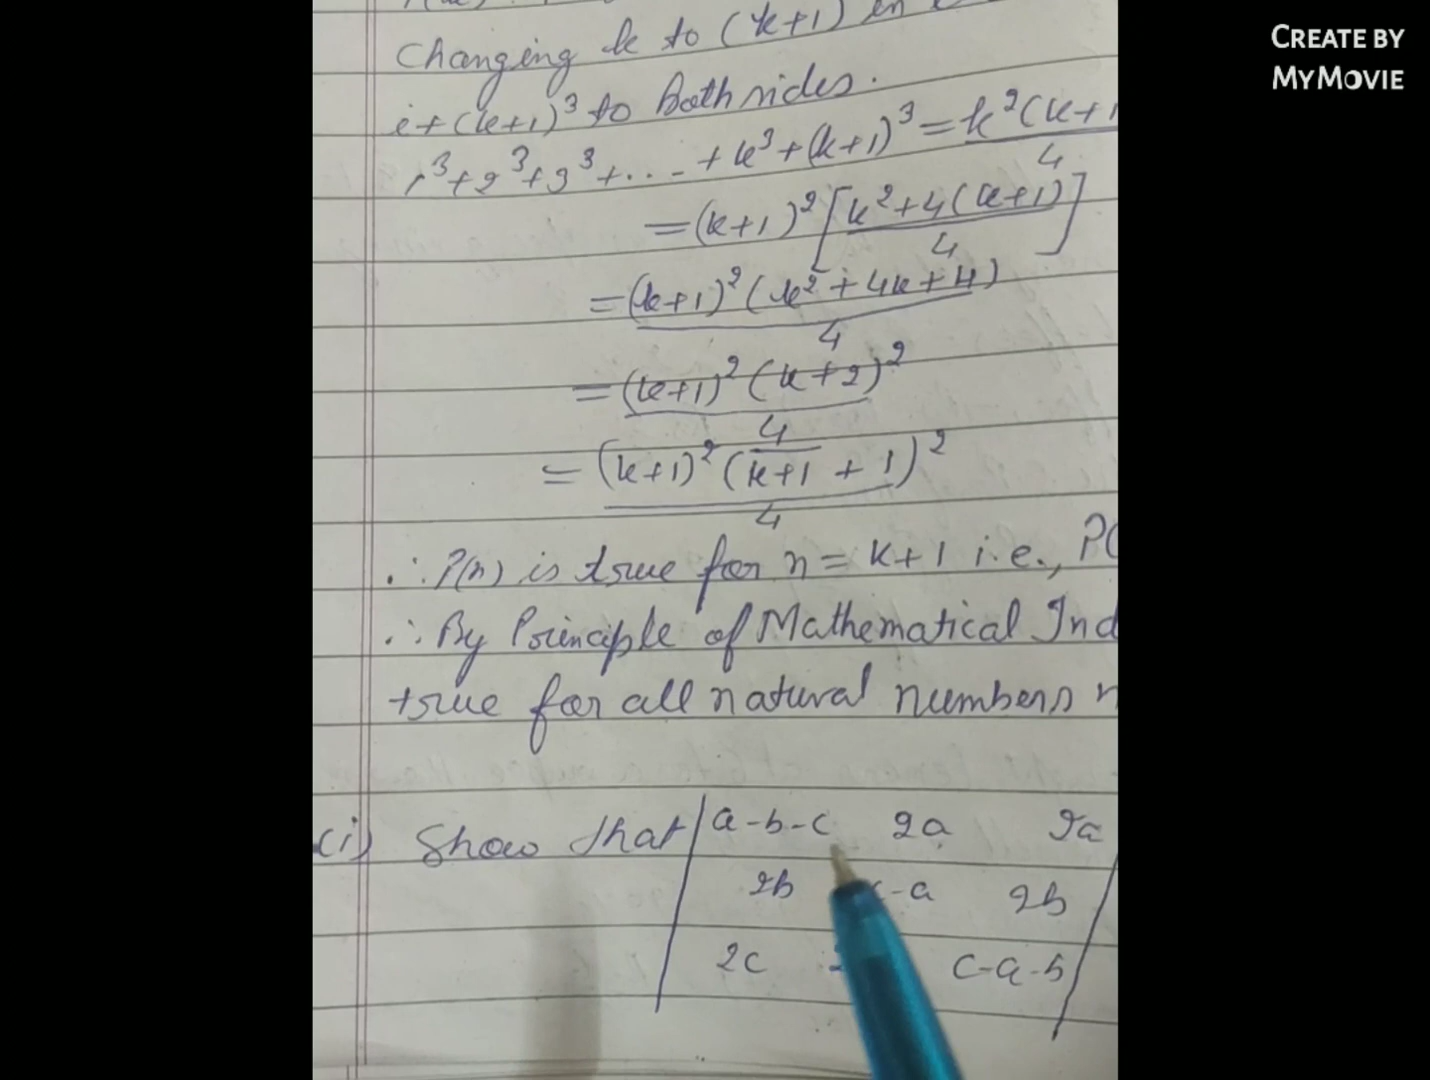 CREATE BY
MYMOVIE
Changing k to (k+1) in
i+(k+1)³ to Both sides.
1³+2³+3³+... +k³+(k+1)³ = k²(k+1
4
=(k+1)²[k²+4(k+1)]
4
=(k+1)²(k²+4k+4)
4
=(k+1)²(k+2)²
4
=(k+1)²(k+1 + 1)²
4
∴ P(n) is true for n = k+1 i.e., P(
∴ By Principle of Mathematical Ind
true for all natural numbers n
(i) Show that | a-b-c 2a 2a
2b c-a 2b
2c c-a-b |